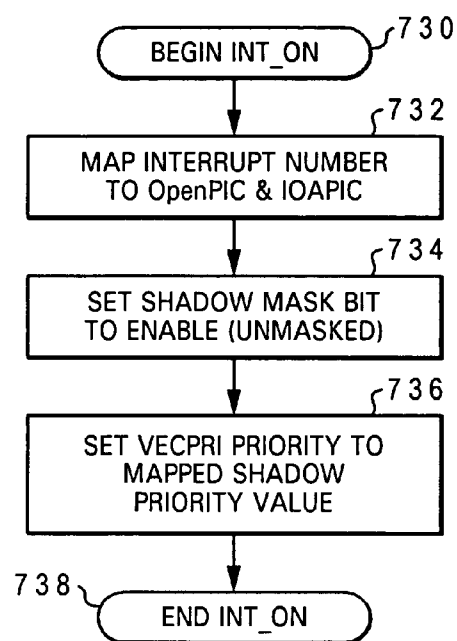 730
BEGIN INT_ON
732
MAP INTERRUPT NUMBER
TO OpenPIC & IOAPIC
734
SET SHADOW MASK BIT
TO ENABLE (UNMASKED)
736
SET VECPRI PRIORITY TO
MAPPED SHADOW
PRIORITY VALUE
738
END INT_ON